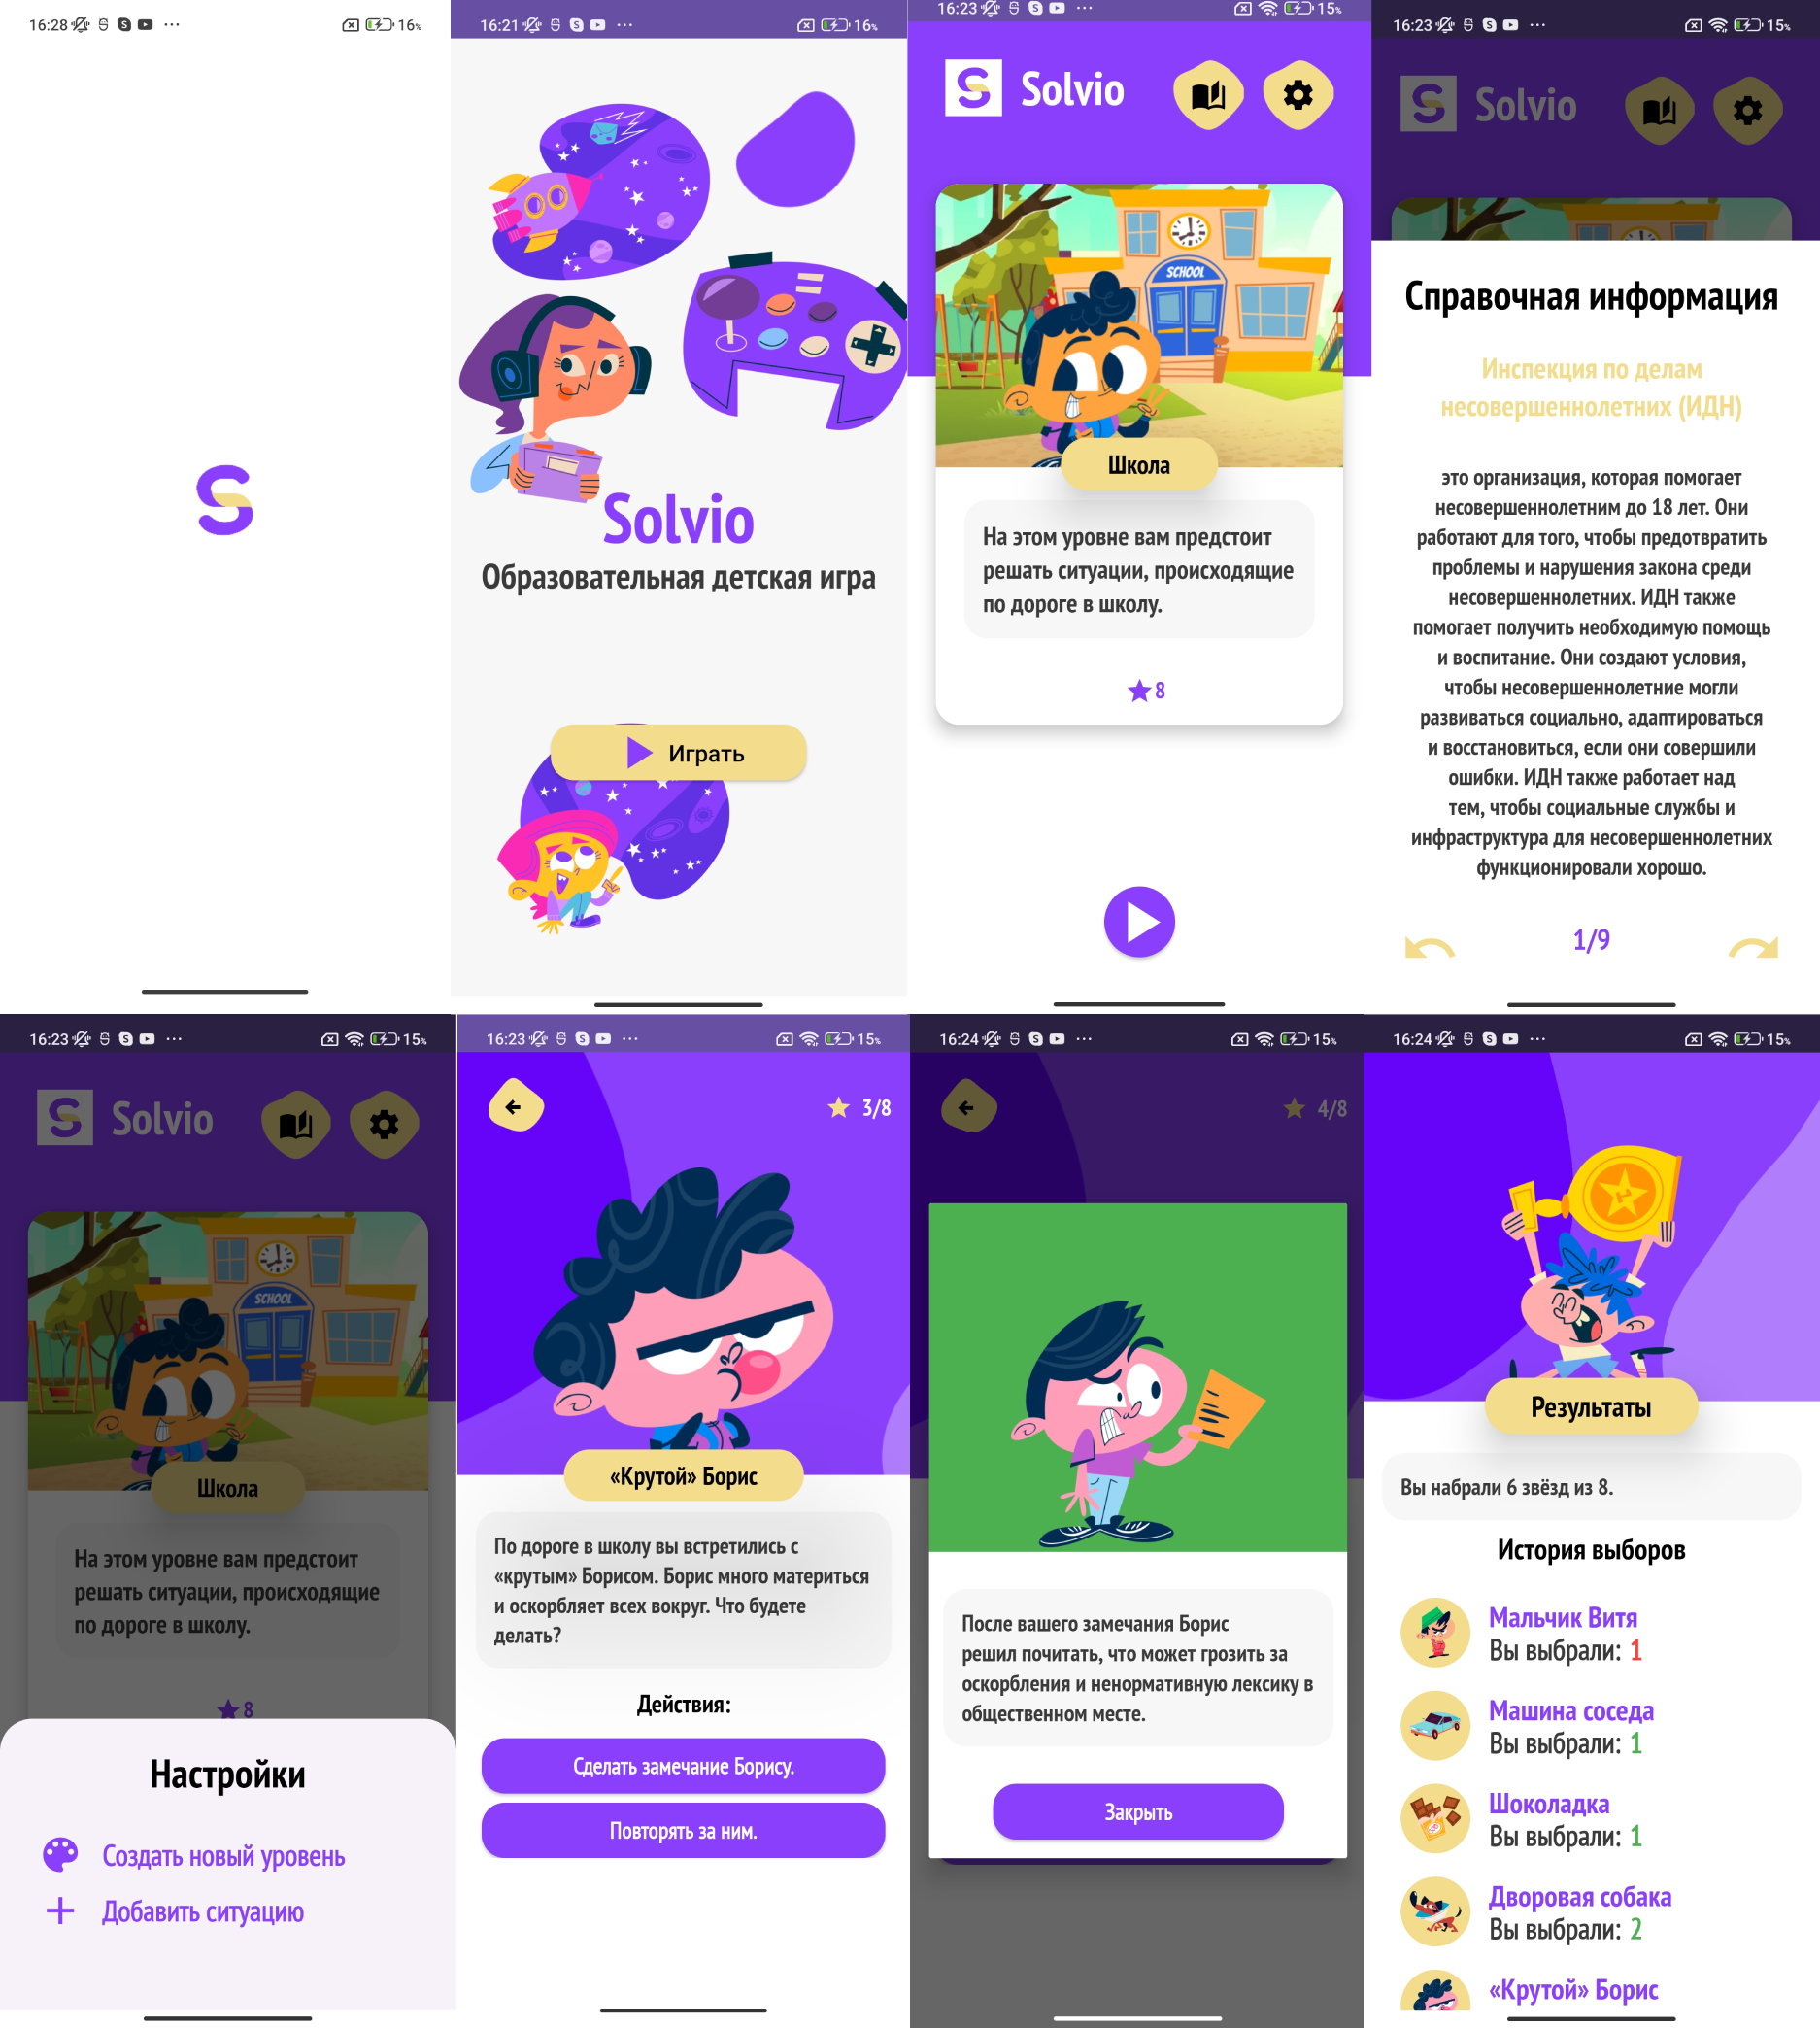 16:28
16%
16:21
16%
Solvio
Образовательная детская игра
Играть
16:23
15%
Solvio
SCHOOL
Школа
На этом уровне вам предстоит
решать ситуации, происходящие
по дороге в школу.
8
16:23
15%
Solvio
Справочная информация
Инспекция по делам
несовершеннолетних (ИДН)
это организация, которая помогает
несовершеннолетним до 18 лет. Они
работают для того, чтобы предотвратить
проблемы и нарушения закона среди
несовершеннолетних. ИДН также
помогает получить необходимую помощь
и воспитание. Они создают условия,
чтобы несовершеннолетние могли
развиваться социально, адаптироваться
и восстановиться, если они совершили
ошибки. ИДН также работает над
тем, чтобы социальные службы и
инфраструктура для несовершеннолетних
функционировали хорошо.
1/9
16:23
15%
Solvio
SCHOOL
Школа
На этом уровне вам предстоит
решать ситуации, происходящие
по дороге в школу.
8
Настройки
Создать новый уровень
Добавить ситуацию
16:23
15%
3/8
«Крутой» Борис
По дороге в школу вы встретились с
«крутым» Борисом. Борис много материться
и оскорбляет всех вокруг. Что будете
делать?
Действия:
Сделать замечание Борису.
Повторять за ним.
16:24
15%
4/8
После вашего замечания Борис
решил почитать, что может грозить за
оскорбления и ненормативную лексику в
общественном месте.
Закрыть
16:24
15%
Результаты
Вы набрали 6 звёзд из 8.
История выборов
Мальчик Витя
Вы выбрали: 1
Машина соседа
Вы выбрали: 1
Шоколадка
Вы выбрали: 1
Дворовая собака
Вы выбрали: 2
«Крутой» Борис